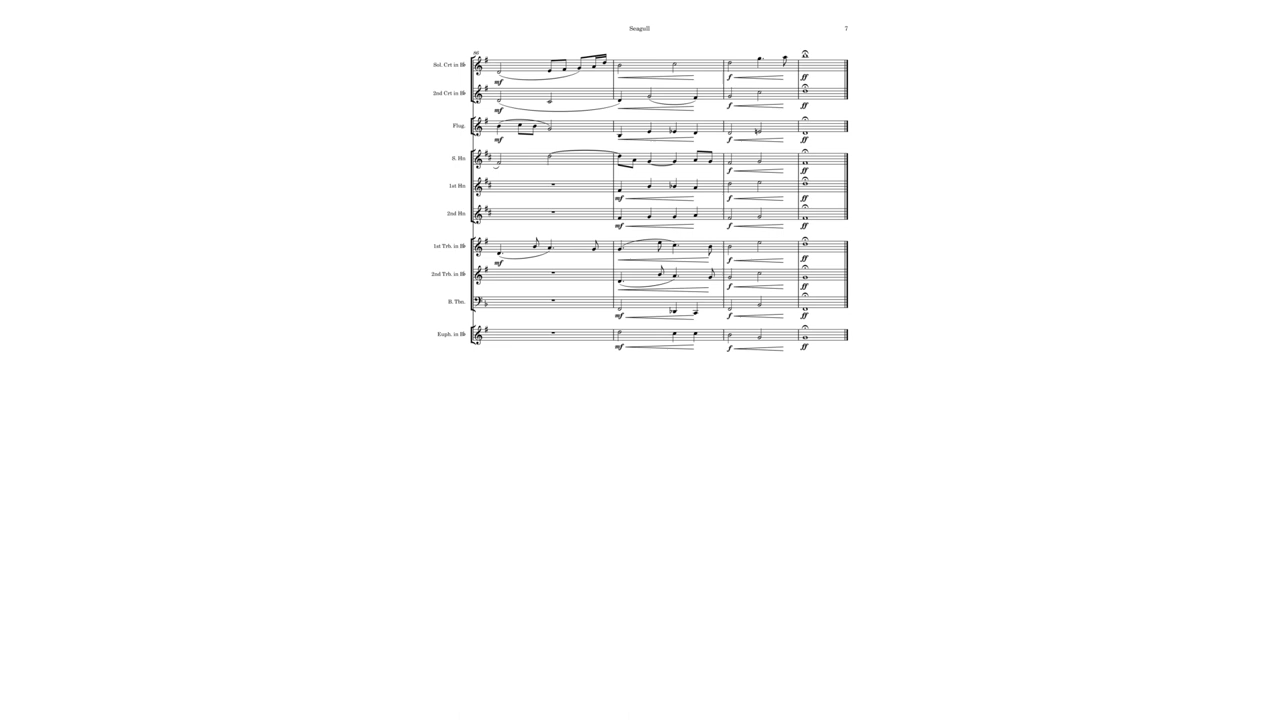 Seagull 7
Sol. Crt in B♭
mf f ff
2nd Crt in B♭
mf f ff
Flug.
mf f ff
S. Hn
f ff
1st Hn
mf f ff
2nd Hn
mf f ff
1st Trb. in B♭
mf f ff
2nd Trb. in B♭
f ff
B. Tbn.
mf f ff
Euph. in B♭
mf f ff